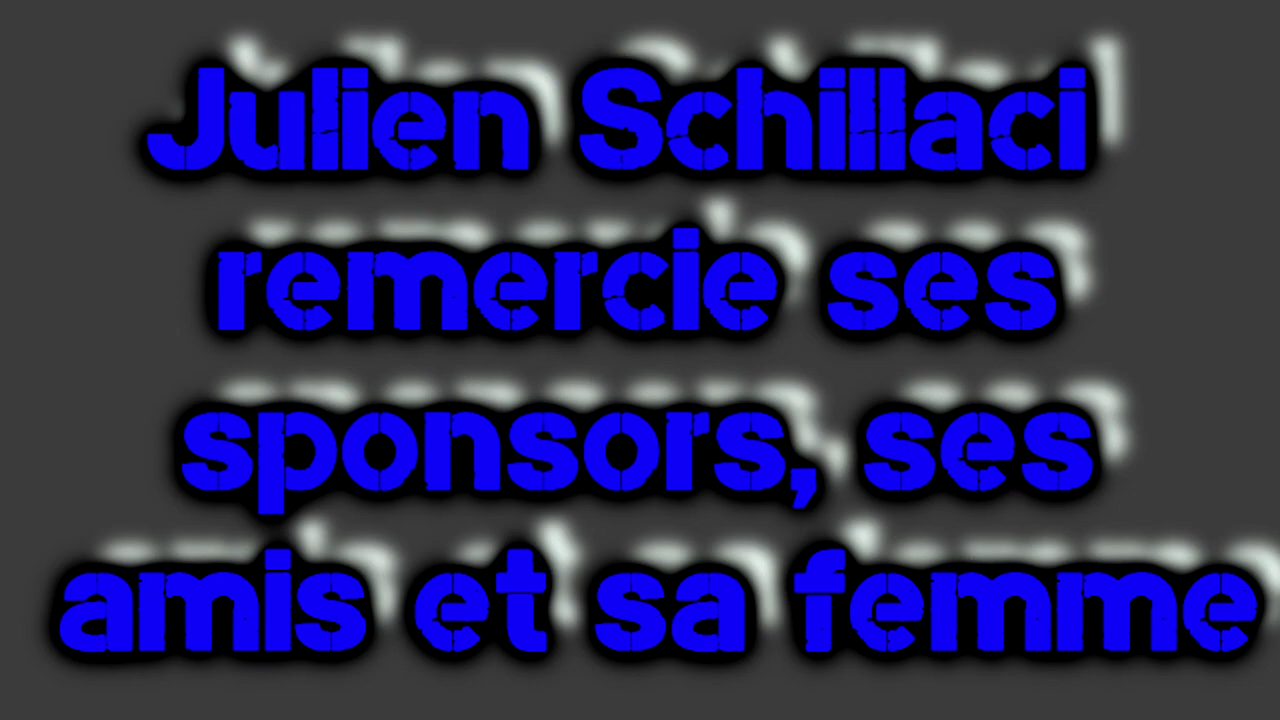 Julien Schillaci
remercie ses
sponsors, ses
amis et sa femme